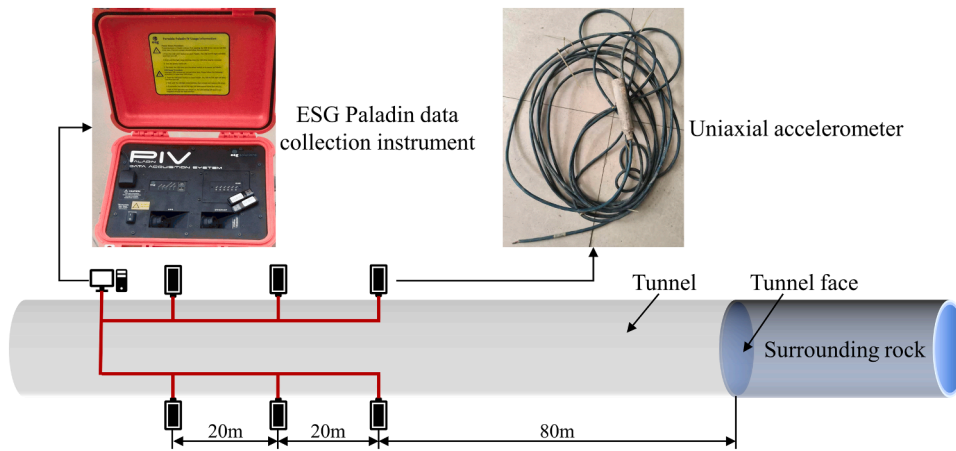 ESG Paladin data
collection instrument
Uniaxial accelerometer
PIV
PALADIN
DATA ACQUISITION SYSTEM
Tunnel
Tunnel face
Surrounding rock
20m
20m
80m